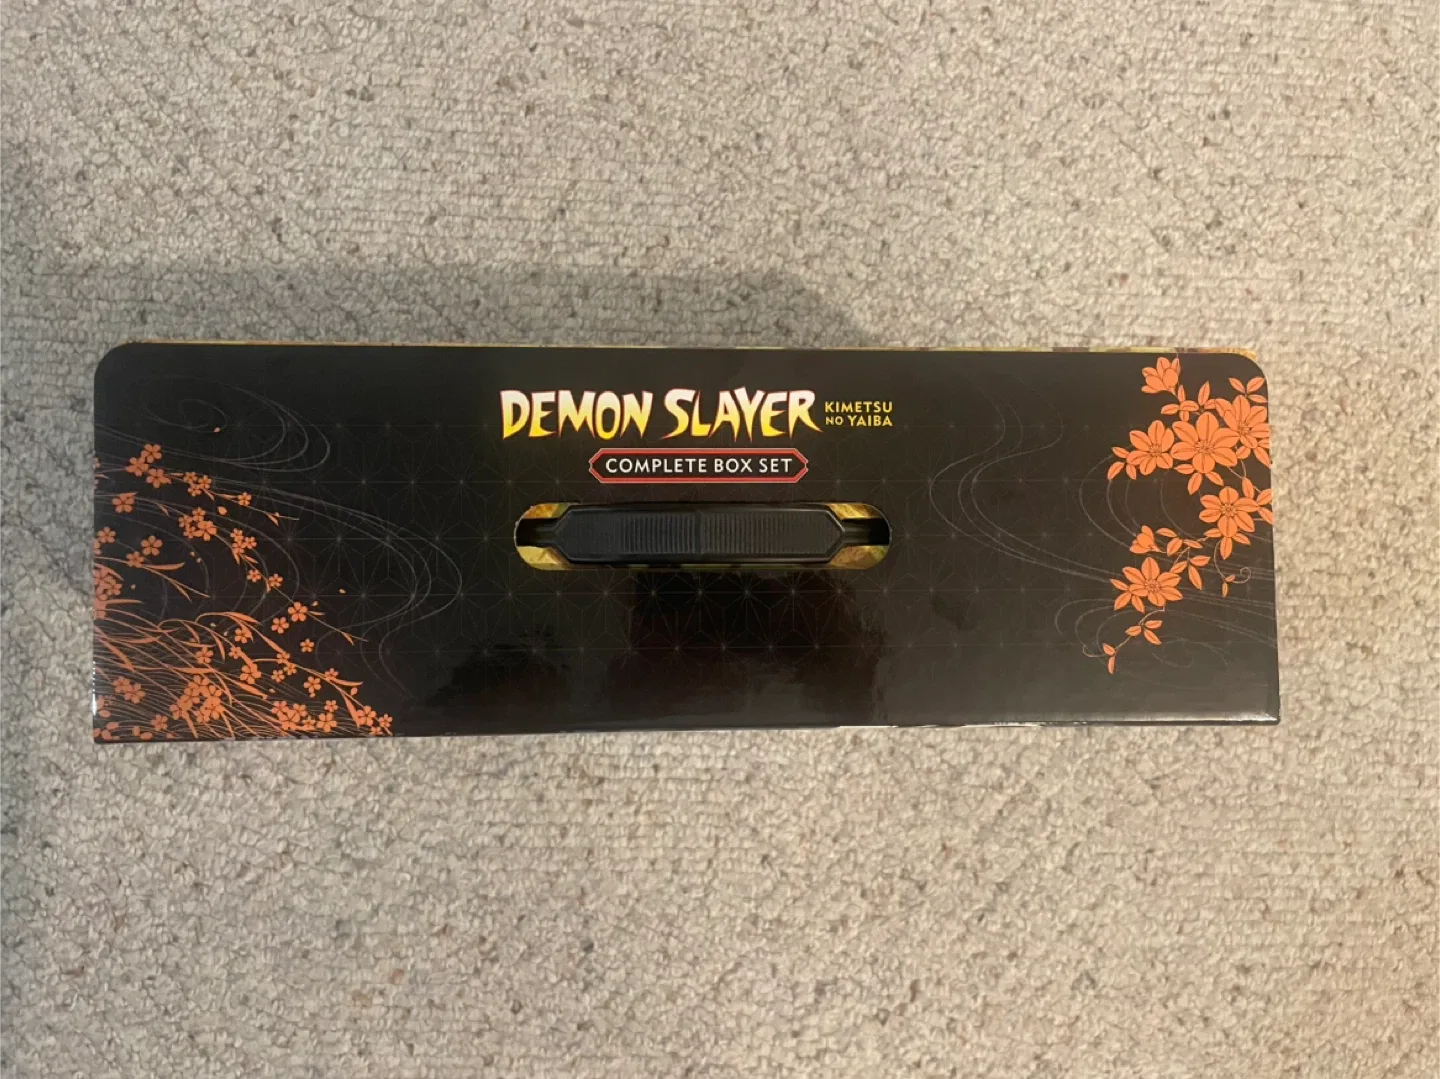 DEMON SLAYER
KIMETSU
NO YAIBA
COMPLETE BOX SET